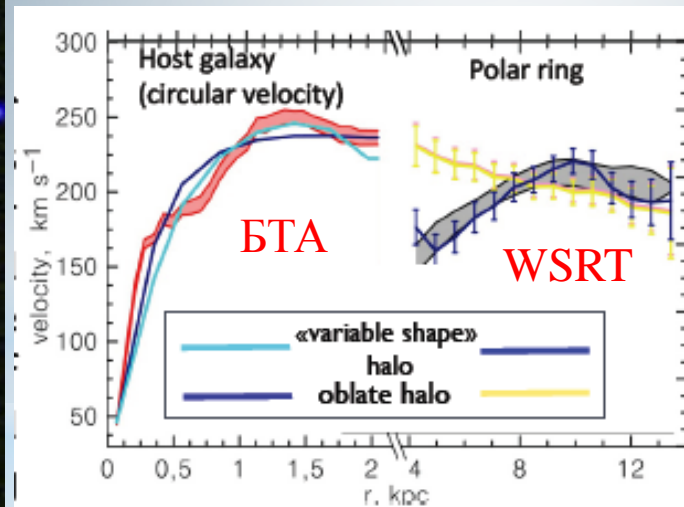 Host galaxy
(circular velocity)
Polar ring
300
250
200
150
100
50
velocity, km s⁻¹
БТА
WSRT
«variable shape»
halo
oblate halo
0 0,5 1 1,5 2 4 8 12
r, kpc